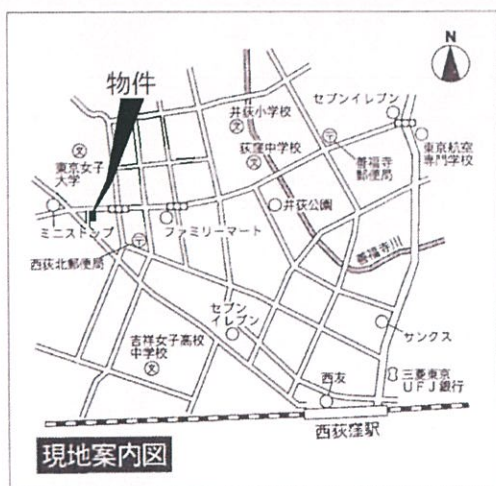 N
物件
井荻小学校
文
セブンイレブン
荻窪中学校
文
〒
善福寺
郵便局
東京航空
専門学校
文
東京女子
大学
井荻公園
ミニストップ
ファミリーマート
西荻北郵便局
〒
善福寺川
セブン
イレブン
吉祥女子高校
中学校
文
サンクス
西友
三菱東京
UFJ銀行
西荻窪駅
現地案内図